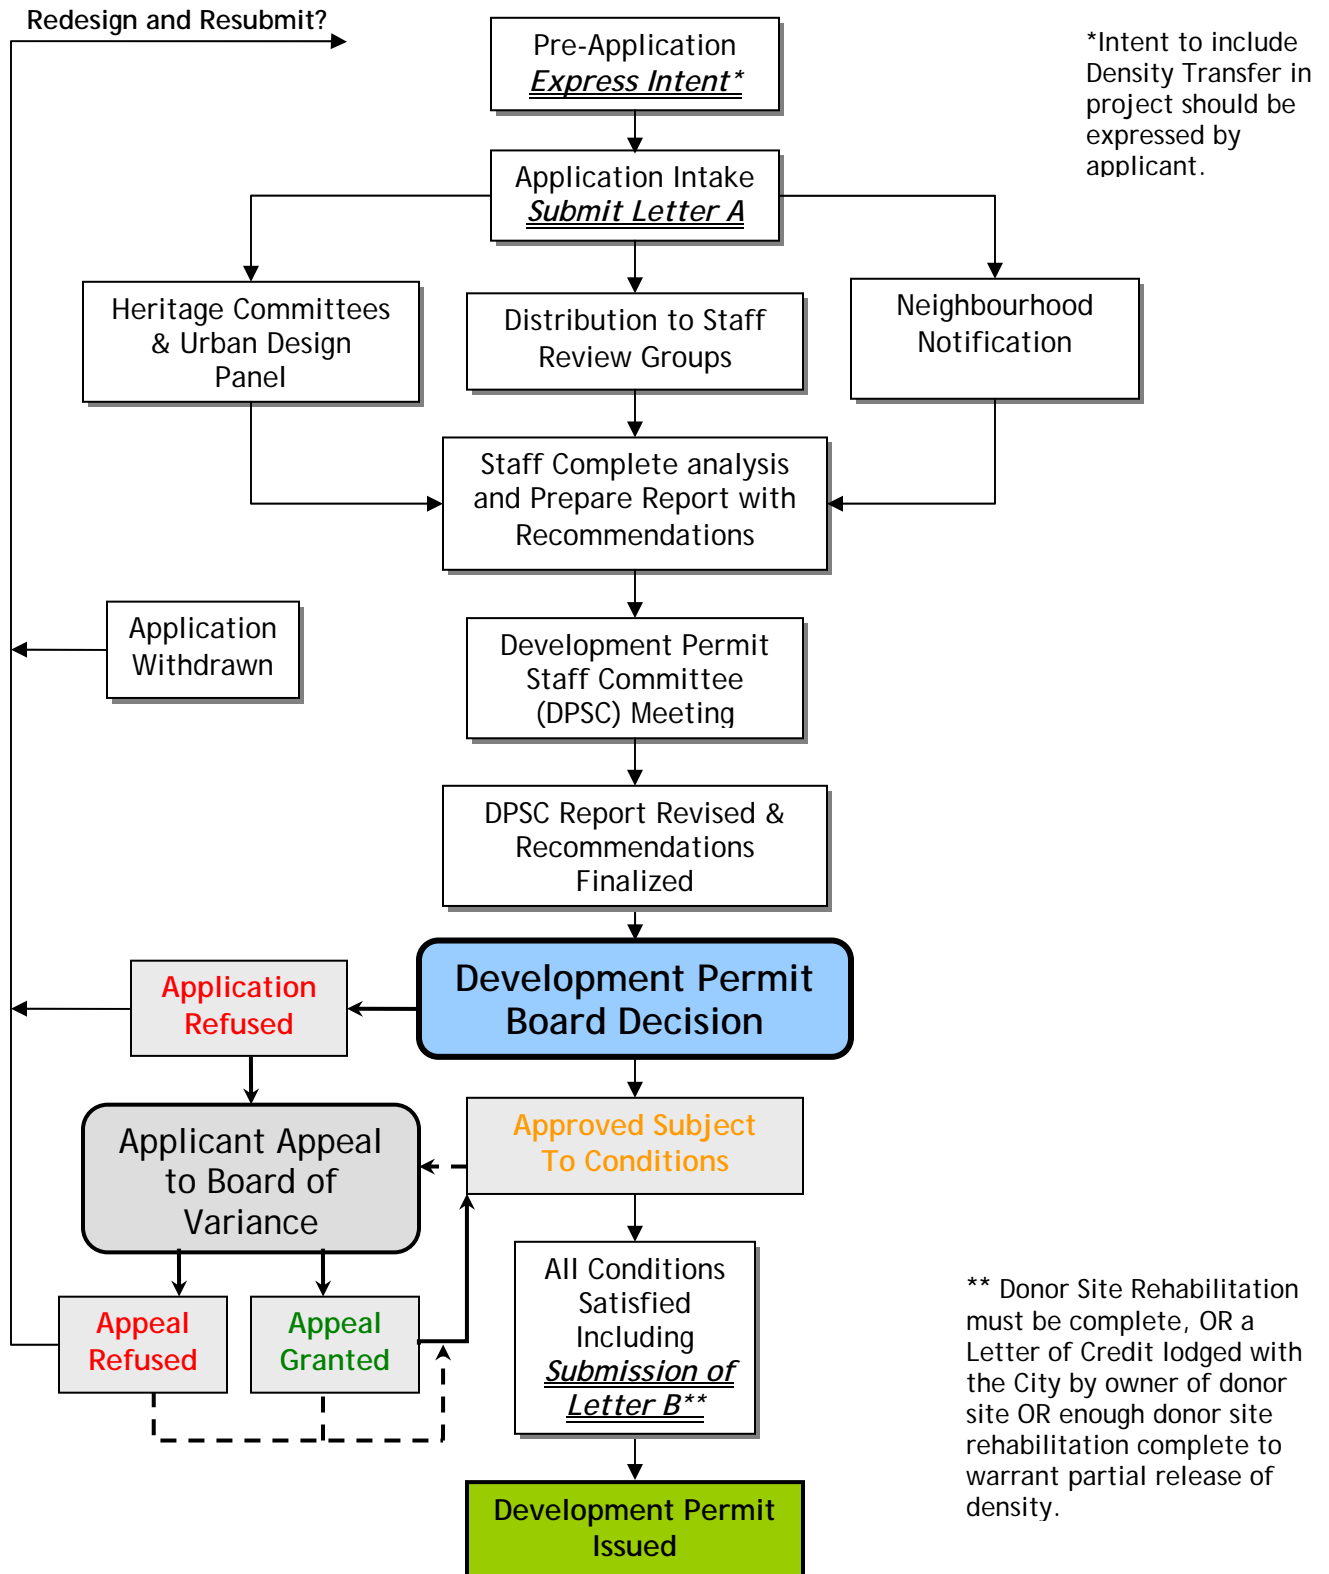 Redesign and Resubmit?
Pre-Application
Express Intent*
*Intent to include
Density Transfer in
project should be
expressed by
applicant.
Application Intake
Submit Letter A
Heritage Committees
& Urban Design
Panel
Distribution to Staff
Review Groups
Neighbourhood
Notification
Staff Complete analysis
and Prepare Report with
Recommendations
Application
Withdrawn
Development Permit
Staff Committee
(DPSC) Meeting
DPSC Report Revised &
Recommendations
Finalized
Development Permit
Board Decision
Application
Refused
Applicant Appeal
to Board of
Variance
Approved Subject
To Conditions
Appeal
Refused
Appeal
Granted
All Conditions
Satisfied
Including
Submission of
Letter B**
** Donor Site Rehabilitation
must be complete, OR a
Letter of Credit lodged with
the City by owner of donor
site OR enough donor site
rehabilitation complete to
warrant partial release of
density.
Development Permit
Issued